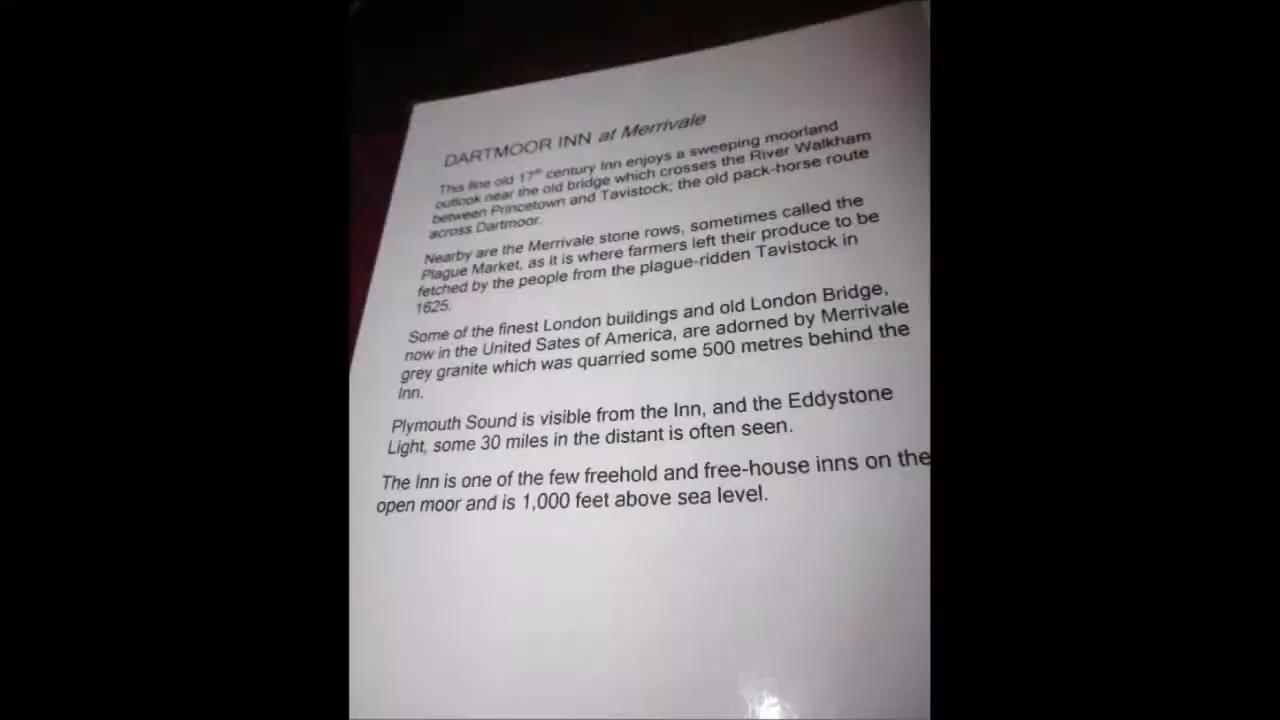 DARTMOOR INN at Merrivale
This fine old 17th century Inn enjoys a sweeping moorland
outlook near the old bridge which crosses the River Walkham
between Princetown and Tavistock; the old pack-horse route
across Dartmoor.
Nearby are the Merrivale stone rows, sometimes called the
Plague Market, as it is where farmers left their produce to be
fetched by the people from the plague-ridden Tavistock in
1625.
Some of the finest London buildings and old London Bridge,
now in the United Sates of America, are adorned by Merrivale
grey granite which was quarried some 500 metres behind the
Inn.
Plymouth Sound is visible from the Inn, and the Eddystone
Light, some 30 miles in the distant is often seen.
The Inn is one of the few freehold and free-house inns on the
open moor and is 1,000 feet above sea level.